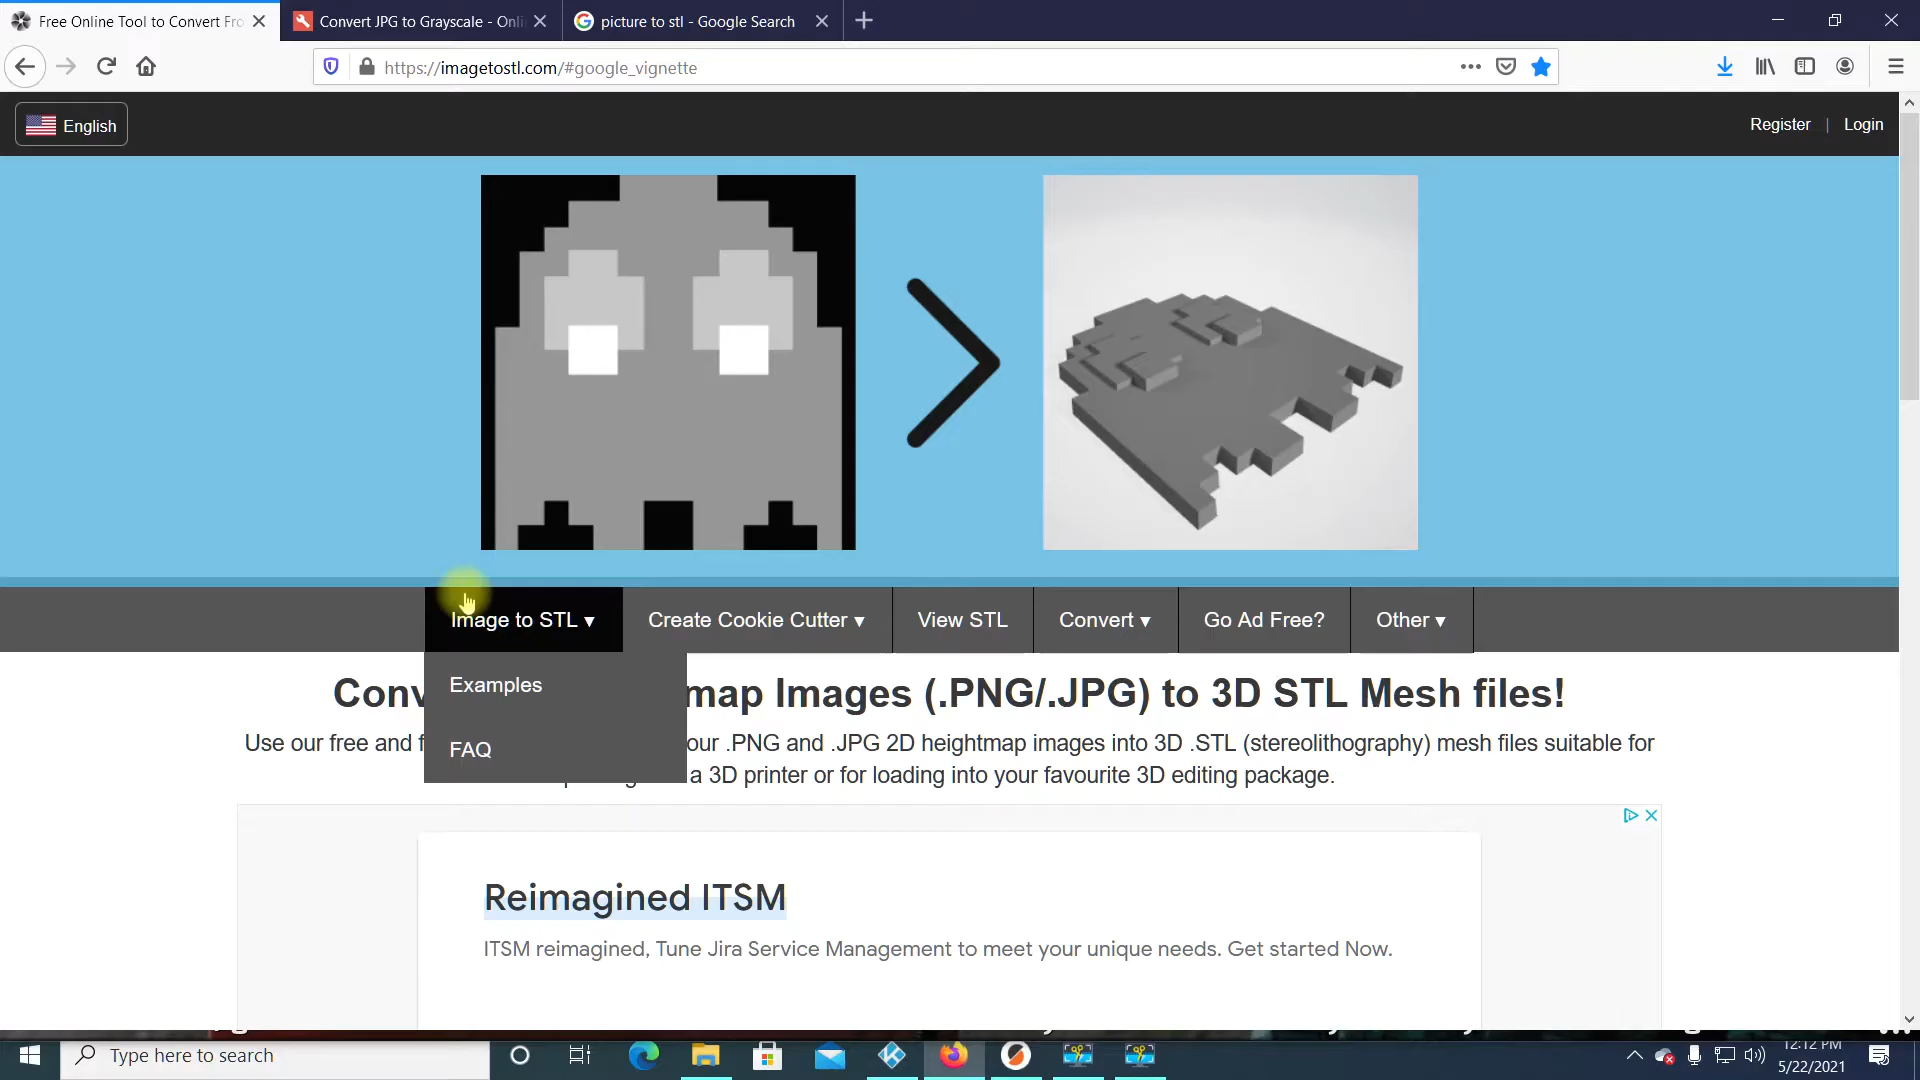 Free Online Tool to Convert Fro
Convert JPG to Grayscale - Onli
picture to stl - Google Search
https://imagetostl.com/#google_vignette
English
Register | Login
Image to STL ▾
Create Cookie Cutter ▾
View STL
Convert ▾
Go Ad Free?
Other ▾
Examples
FAQ
Conv map Images (.PNG/.JPG) to 3D STL Mesh files!
Use our free and f our .PNG and .JPG 2D heightmap images into 3D .STL (stereolithography) mesh files suitable for
a 3D printer or for loading into your favourite 3D editing package.
Reimagined ITSM
ITSM reimagined, Tune Jira Service Management to meet your unique needs. Get started Now.
Type here to search
12:12 PM
5/22/2021